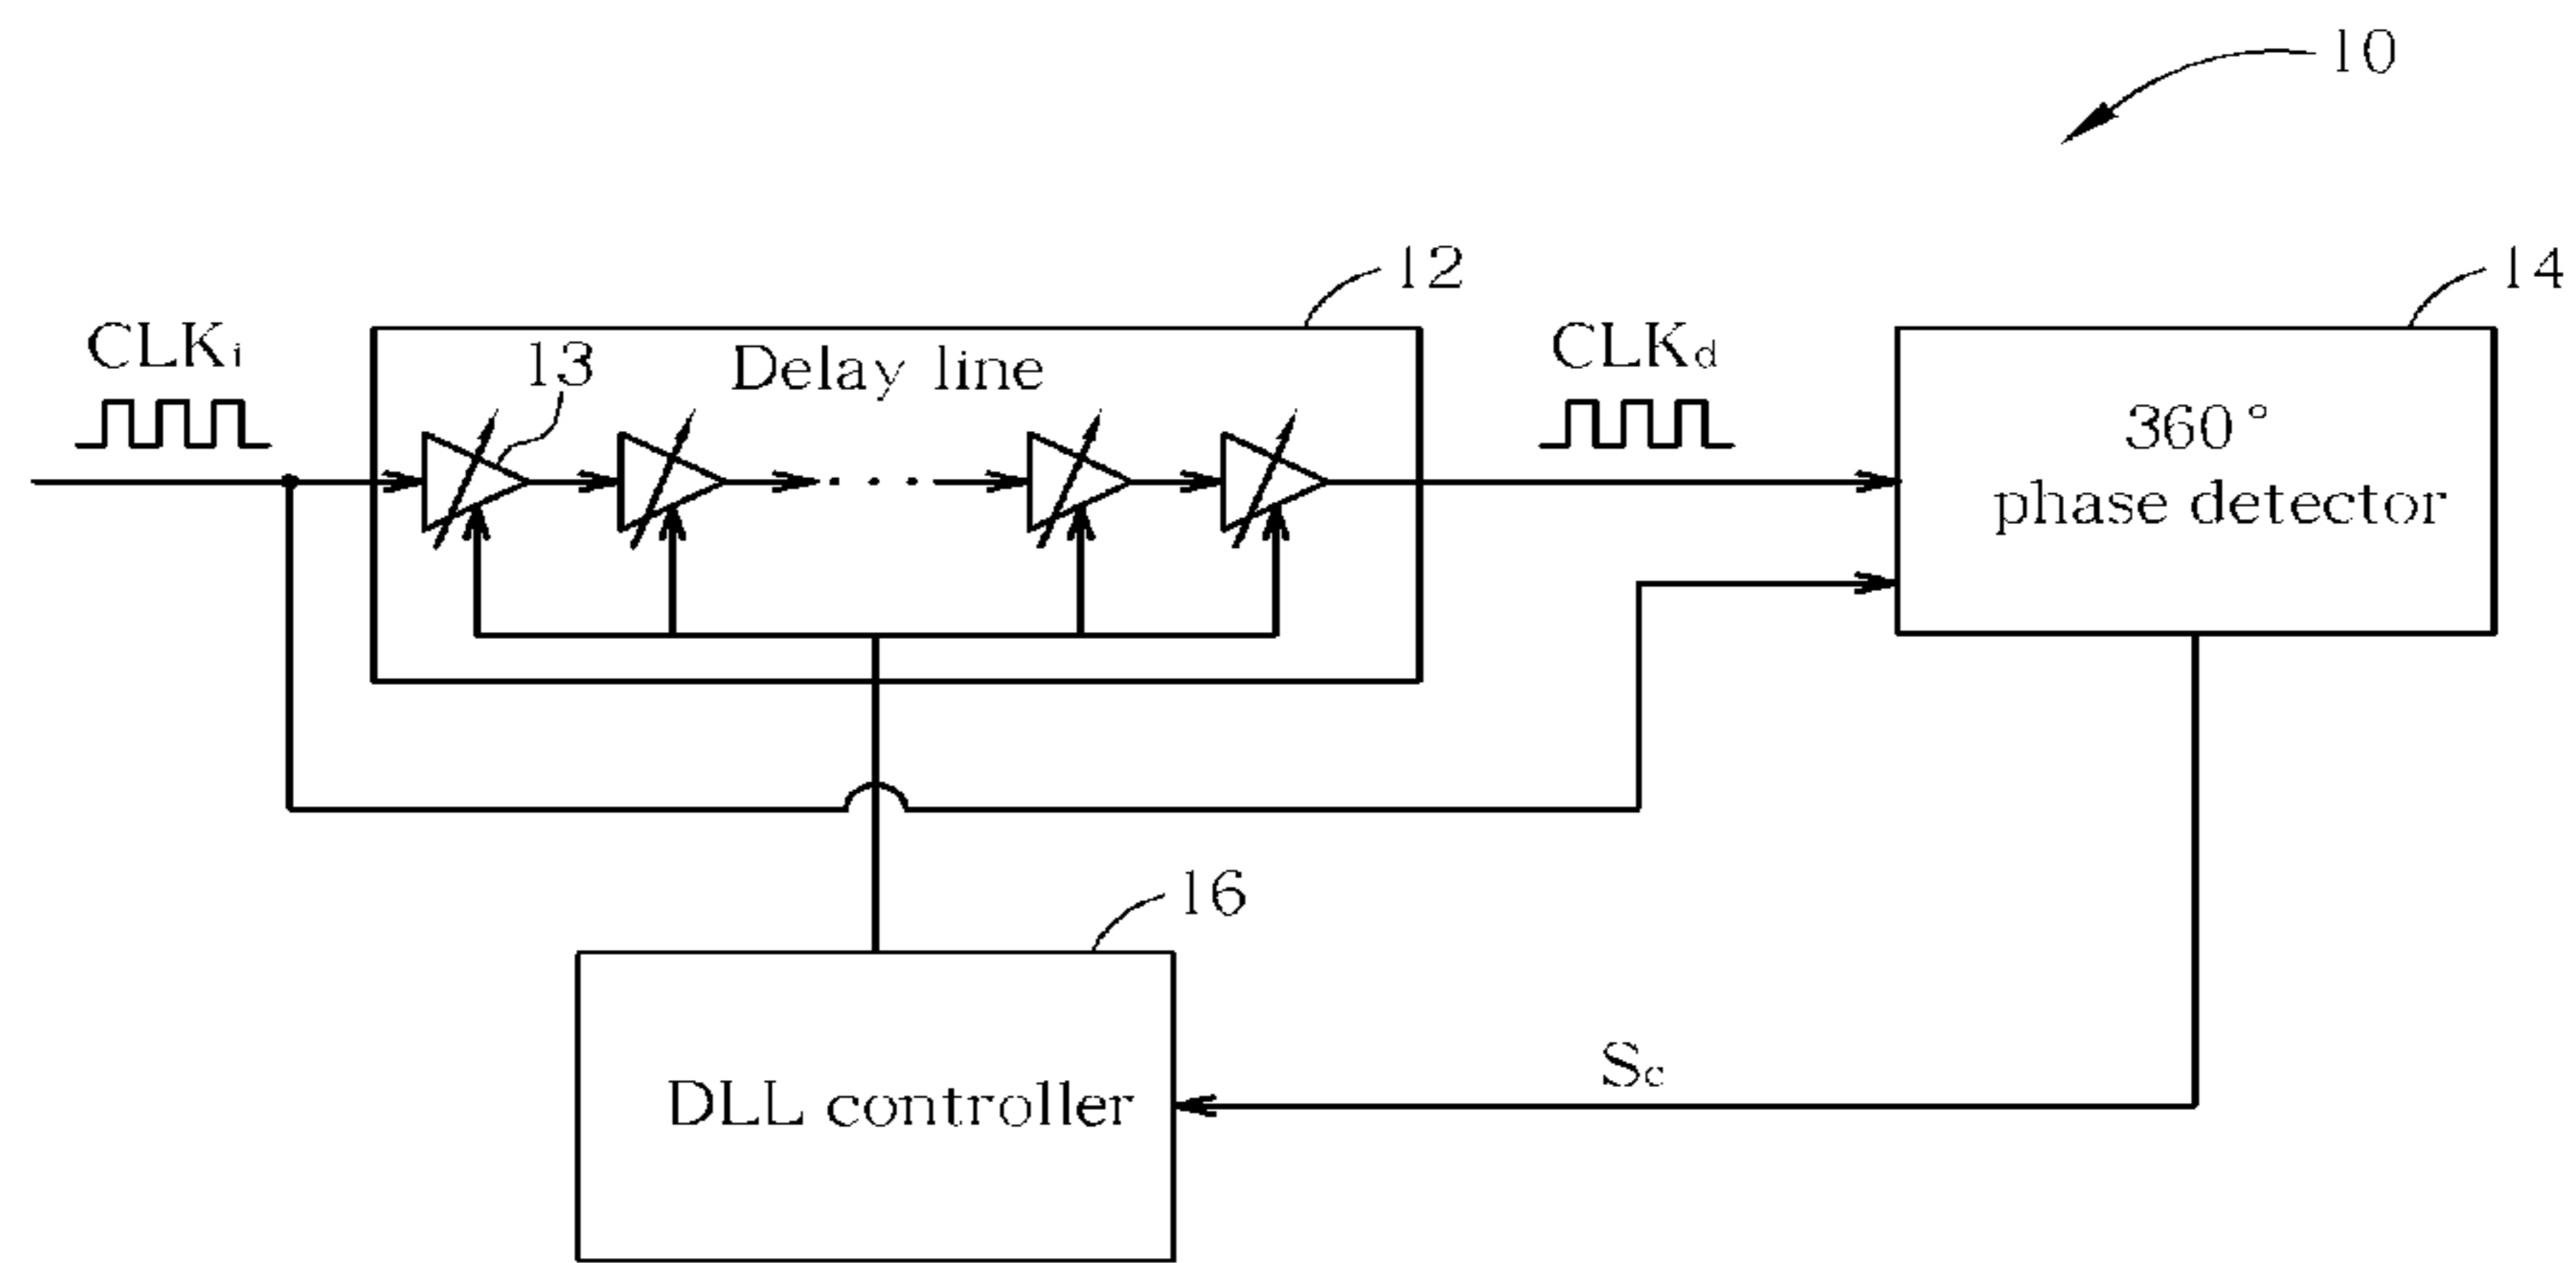 10
12
14
CLKi
13
Delay line
CLKd
360°
phase detector
16
DLL controller
Sc